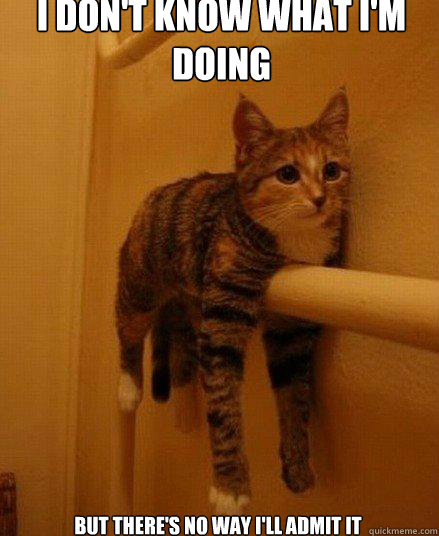 I DON'T KNOW WHAT I'M
DOING
BUT THERE'S NO WAY I'LL ADMIT IT
quickmeme.com